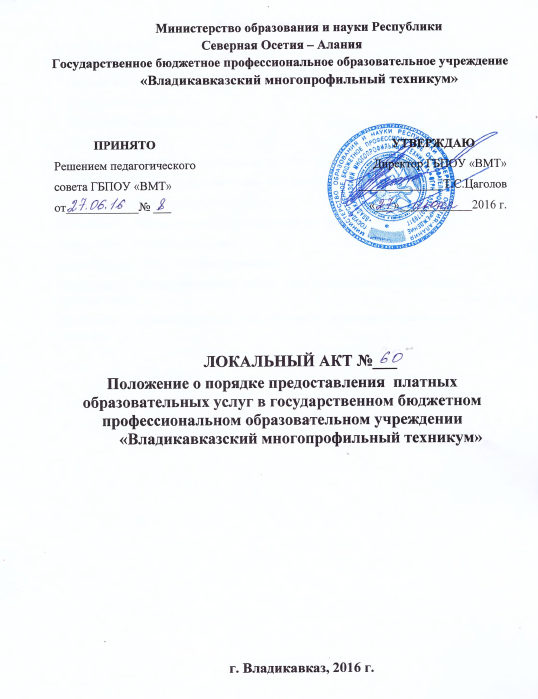 Министерство образования и науки Республики
Северная Осетия – Алания
Государственное бюджетное профессиональное образовательное учреждение
«Владикавказский многопрофильный техникум»
ПРИНЯТО
Решением педагогического
совета ГБПОУ «ВМТ»
от 27.06.16 № 8
УТВЕРЖДАЮ
Директор ГБПОУ «ВМТ»
Т.С.Цаголов
«27» июня 2016 г.
ЛОКАЛЬНЫЙ АКТ № 60
Положение о порядке предоставления платных
образовательных услуг в государственном бюджетном
профессиональном образовательном учреждении
«Владикавказский многопрофильный техникум»
г. Владикавказ, 2016 г.